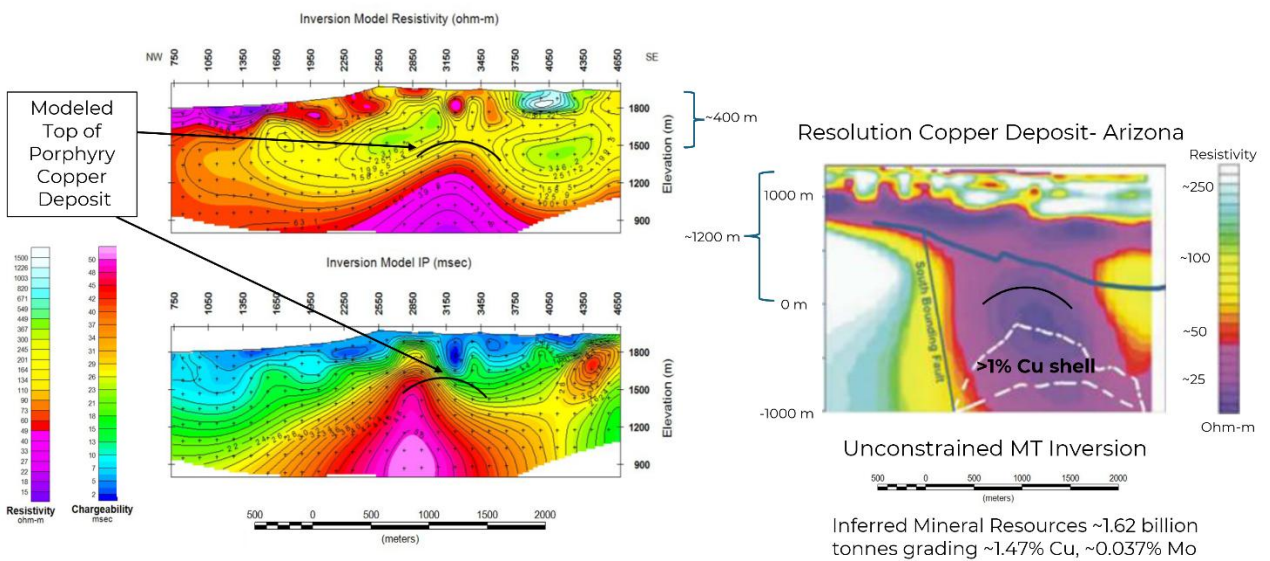 Inversion Model Resistivity (ohm-m)
NW 750 1050 1350 1650 1950 2250 2550 2850 3150 3450 3750 4050 4350 4650 SE
Modeled
Top of
Porphyry
Copper
Deposit
1800
1500
1200
900
Elevation (m)
~400 m
~1200 m
Inversion Model IP (msec)
750 1050 1350 1650 1950 2250 2550 2850 3150 3450 3750 4050 4350 4650
1800
1500
1200
900
Elevation (m)
1500
1226
1003
820
671
549
449
367
300
245
201
164
134
110
90
73
60
49
40
33
27
22
18
15
Resistivity
ohm-m
50
48
45
42
40
37
34
31
29
26
23
21
18
15
13
10
7
5
2
Chargeability
msec
500 0 500 1000 1500 2000
(meters)
Resolution Copper Deposit- Arizona
1000 m
0 m
-1000 m
South Bounding Fault
>1% Cu shell
Resistivity
~250
~100
~50
~25
Ohm-m
Unconstrained MT Inversion
500 0 500 1000 1500 2000
(meters)
Inferred Mineral Resources ~1.62 billion
tonnes grading ~1.47% Cu, ~0.037% Mo